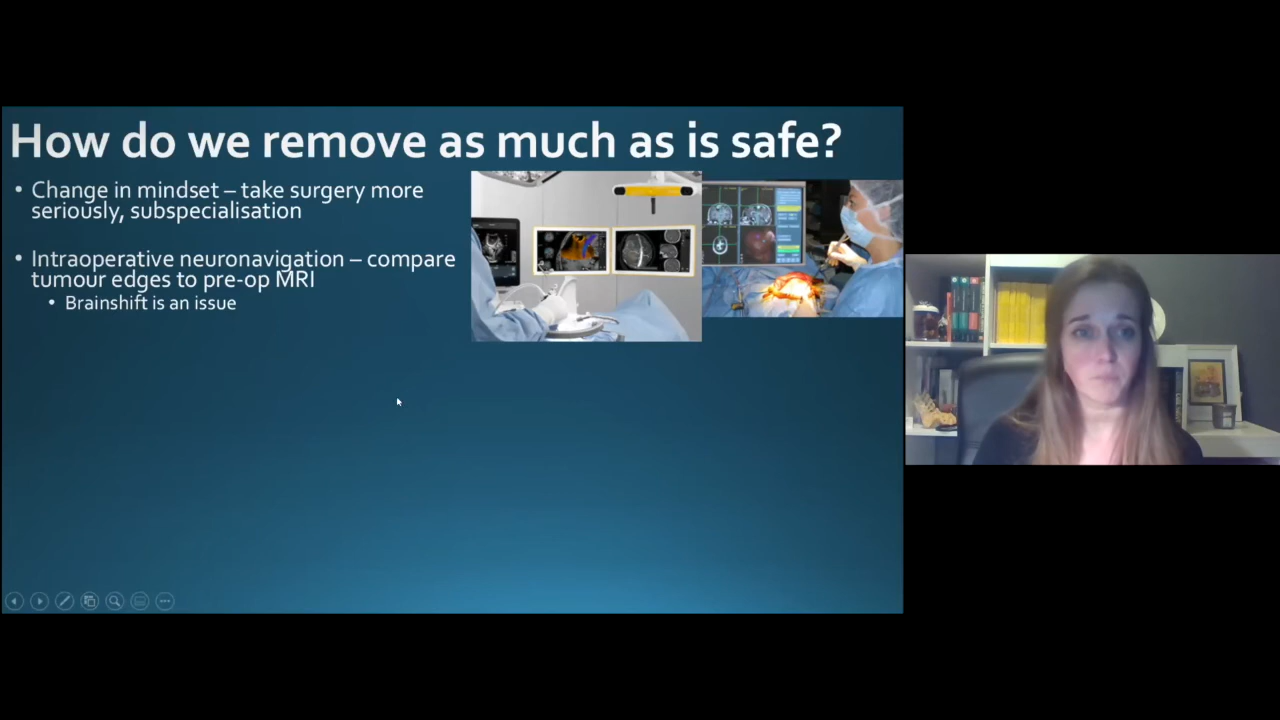 How do we remove as much as is safe?
• Change in mindset – take surgery more
seriously, subspecialisation
• Intraoperative neuronavigation – compare
tumour edges to pre-op MRI
• Brainshift is an issue